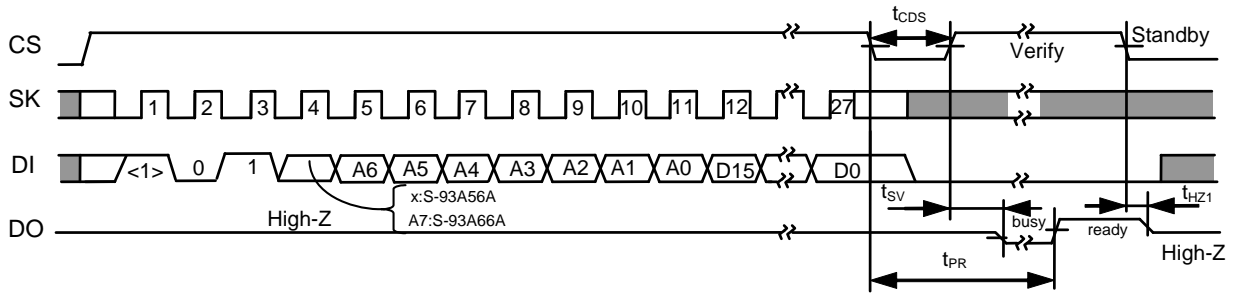 tCDS
CS
Verify
Standby
SK
1 2 3 4 5 6 7 8 9 10 11 12 27
DI
<1> 0 1 A6 A5 A4 A3 A2 A1 A0 D15 D0
x:S-93A56A
A7:S-93A66A
tSV
tHZ1
High-Z
busy
ready
DO
High-Z
tPR